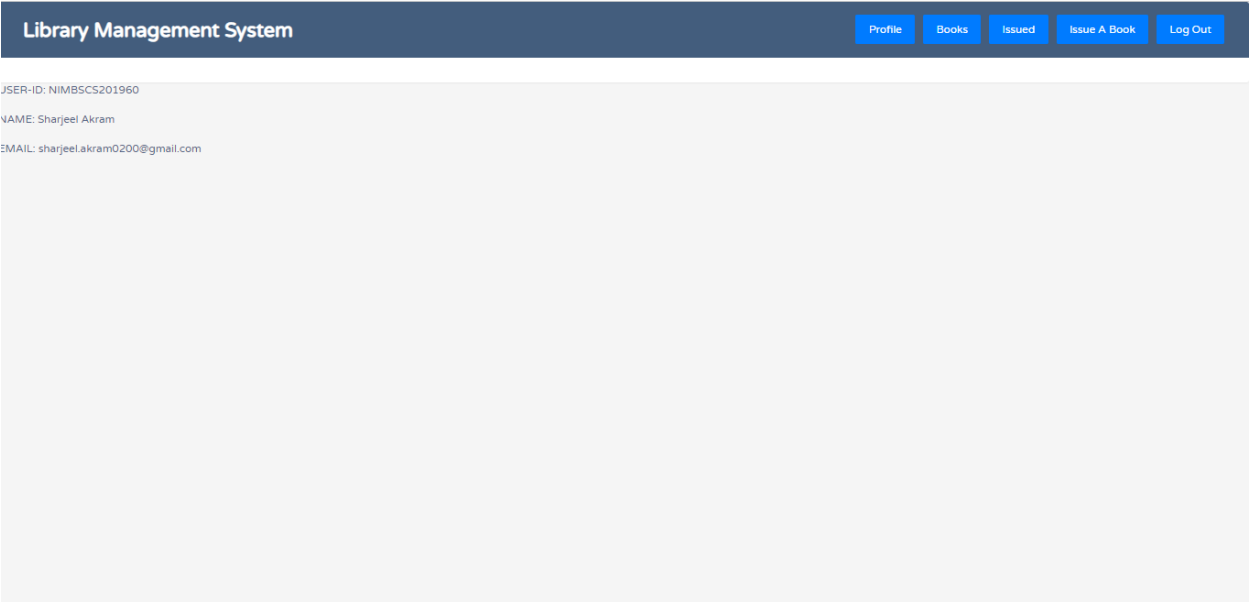 Library Management System
Profile Books Issued Issue A Book Log Out
USER-ID: NIMBSCS201960
NAME: Sharjeel Akram
EMAIL: sharjeel.akram0200@gmail.com